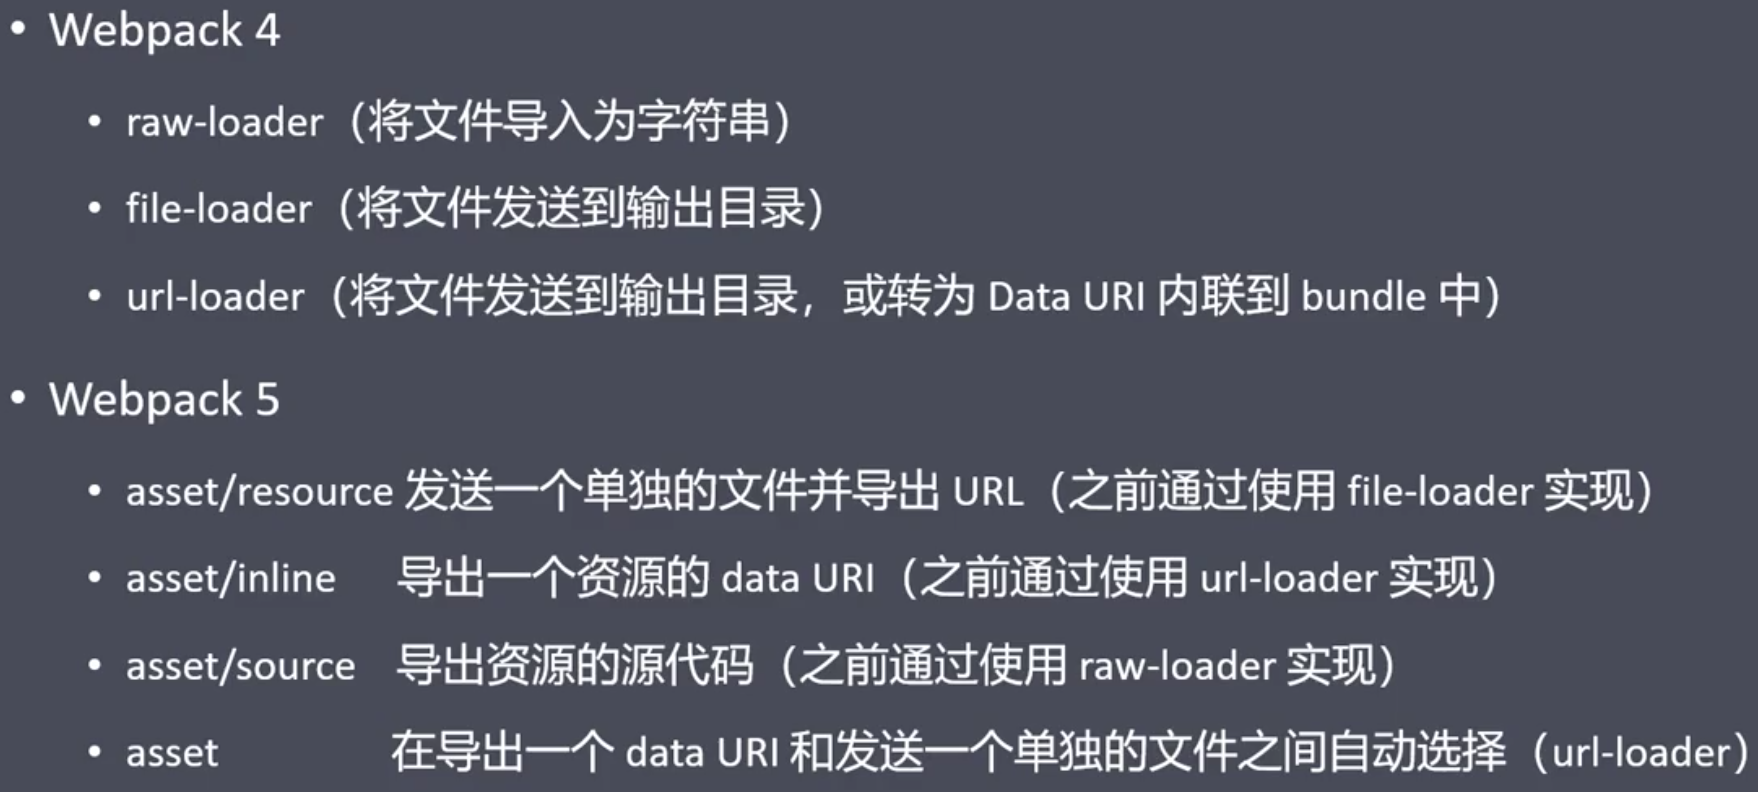 • Webpack 4
• raw-loader（将文件导入为字符串）
• file-loader（将文件发送到输出目录）
• url-loader（将文件发送到输出目录，或转为 Data URI 内联到 bundle 中）
• Webpack 5
• asset/resource 发送一个单独的文件并导出 URL（之前通过使用 file-loader 实现）
• asset/inline 导出一个资源的 data URI（之前通过使用 url-loader 实现）
• asset/source 导出资源的源代码（之前通过使用 raw-loader 实现）
• asset 在导出一个 data URI 和发送一个单独的文件之间自动选择（url-loader）